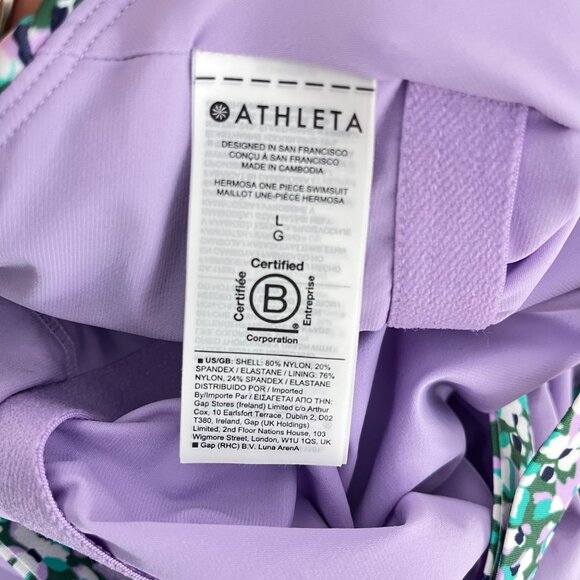 ATHLETA
DESIGNED IN SAN FRANCISCO
CONÇU À SAN FRANCISCO
MADE IN CAMBODIA
HERMOSA ONE PIECE SWIMSUIT
MAILLOT UNE-PIÈCE HERMOSA
L
G
Certified
Certifiée
B
Entreprise
Corporation
■ US/GB: SHELL: 80% NYLON, 20%
SPANDEX / ELASTANE / LINING: 76%
NYLON, 24% SPANDEX / ELASTANE
DISTRIBUIDO POR / Imported
By/Importe Par / ΕΙΣΑΓΕΤΑΙ ΑΠΟ ΤΗΝ:
Gap Stores (Ireland) Limited c/o Arthur
Cox, 10 Earlsfort Terrace, Dublin 2, D02
T380, Ireland, Gap (UK Holdings)
Limited, 2nd Floor Nations House, 103
Wigmore Street, London, W1U 1QS, UK
■ Gap (RHC) B.V. Luna ArenA